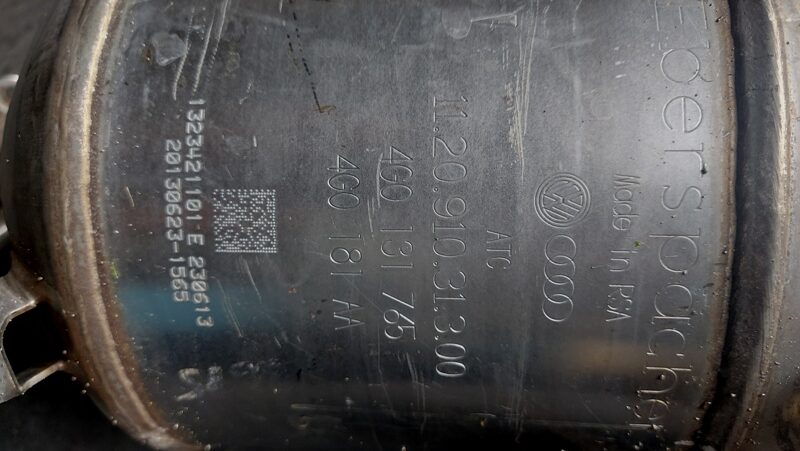 Eberspächer
Made In RSA
ATC
11.20.910.31.3.00
4G0 131 765
4G0 181 AA
1323421101 E 230613
20130623-1565